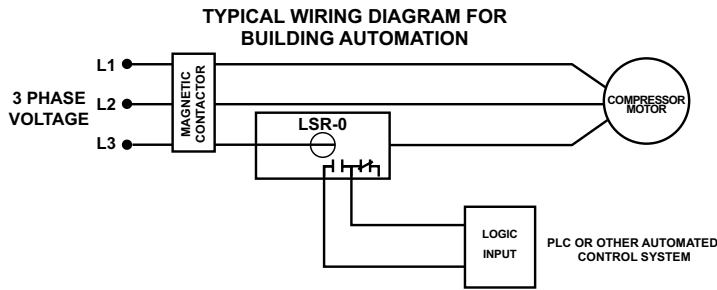 TYPICAL WIRING DIAGRAM FOR
BUILDING AUTOMATION
L1
L2
L3
3 PHASE
VOLTAGE
MAGNETIC
CONTACTOR
LSR-0
COMPRESSOR
MOTOR
LOGIC
INPUT
PLC OR OTHER AUTOMATED
CONTROL SYSTEM